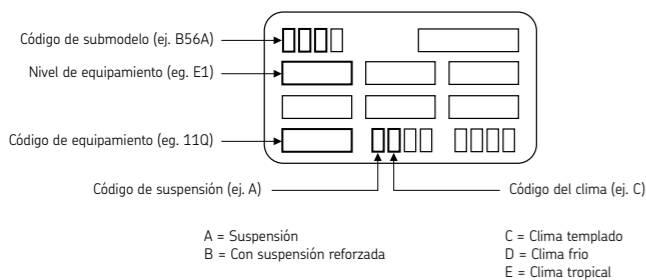 Código de submodelo (ej. B56A)
Nivel de equipamiento (eg. E1)
Código de equipamiento (eg. 11Q)
Código de suspensión (ej. A)
Código del clima (ej. C)
A = Suspensión
B = Con suspensión reforzada
C = Clima templado
D = Clima frio
E = Clima tropical